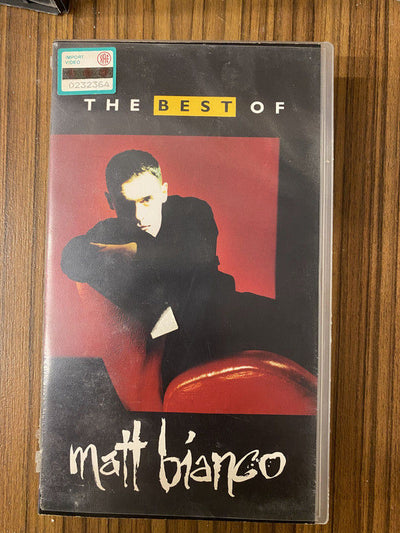 IMPORT
VIDEO
0232364
THE BEST OF
matt bianco